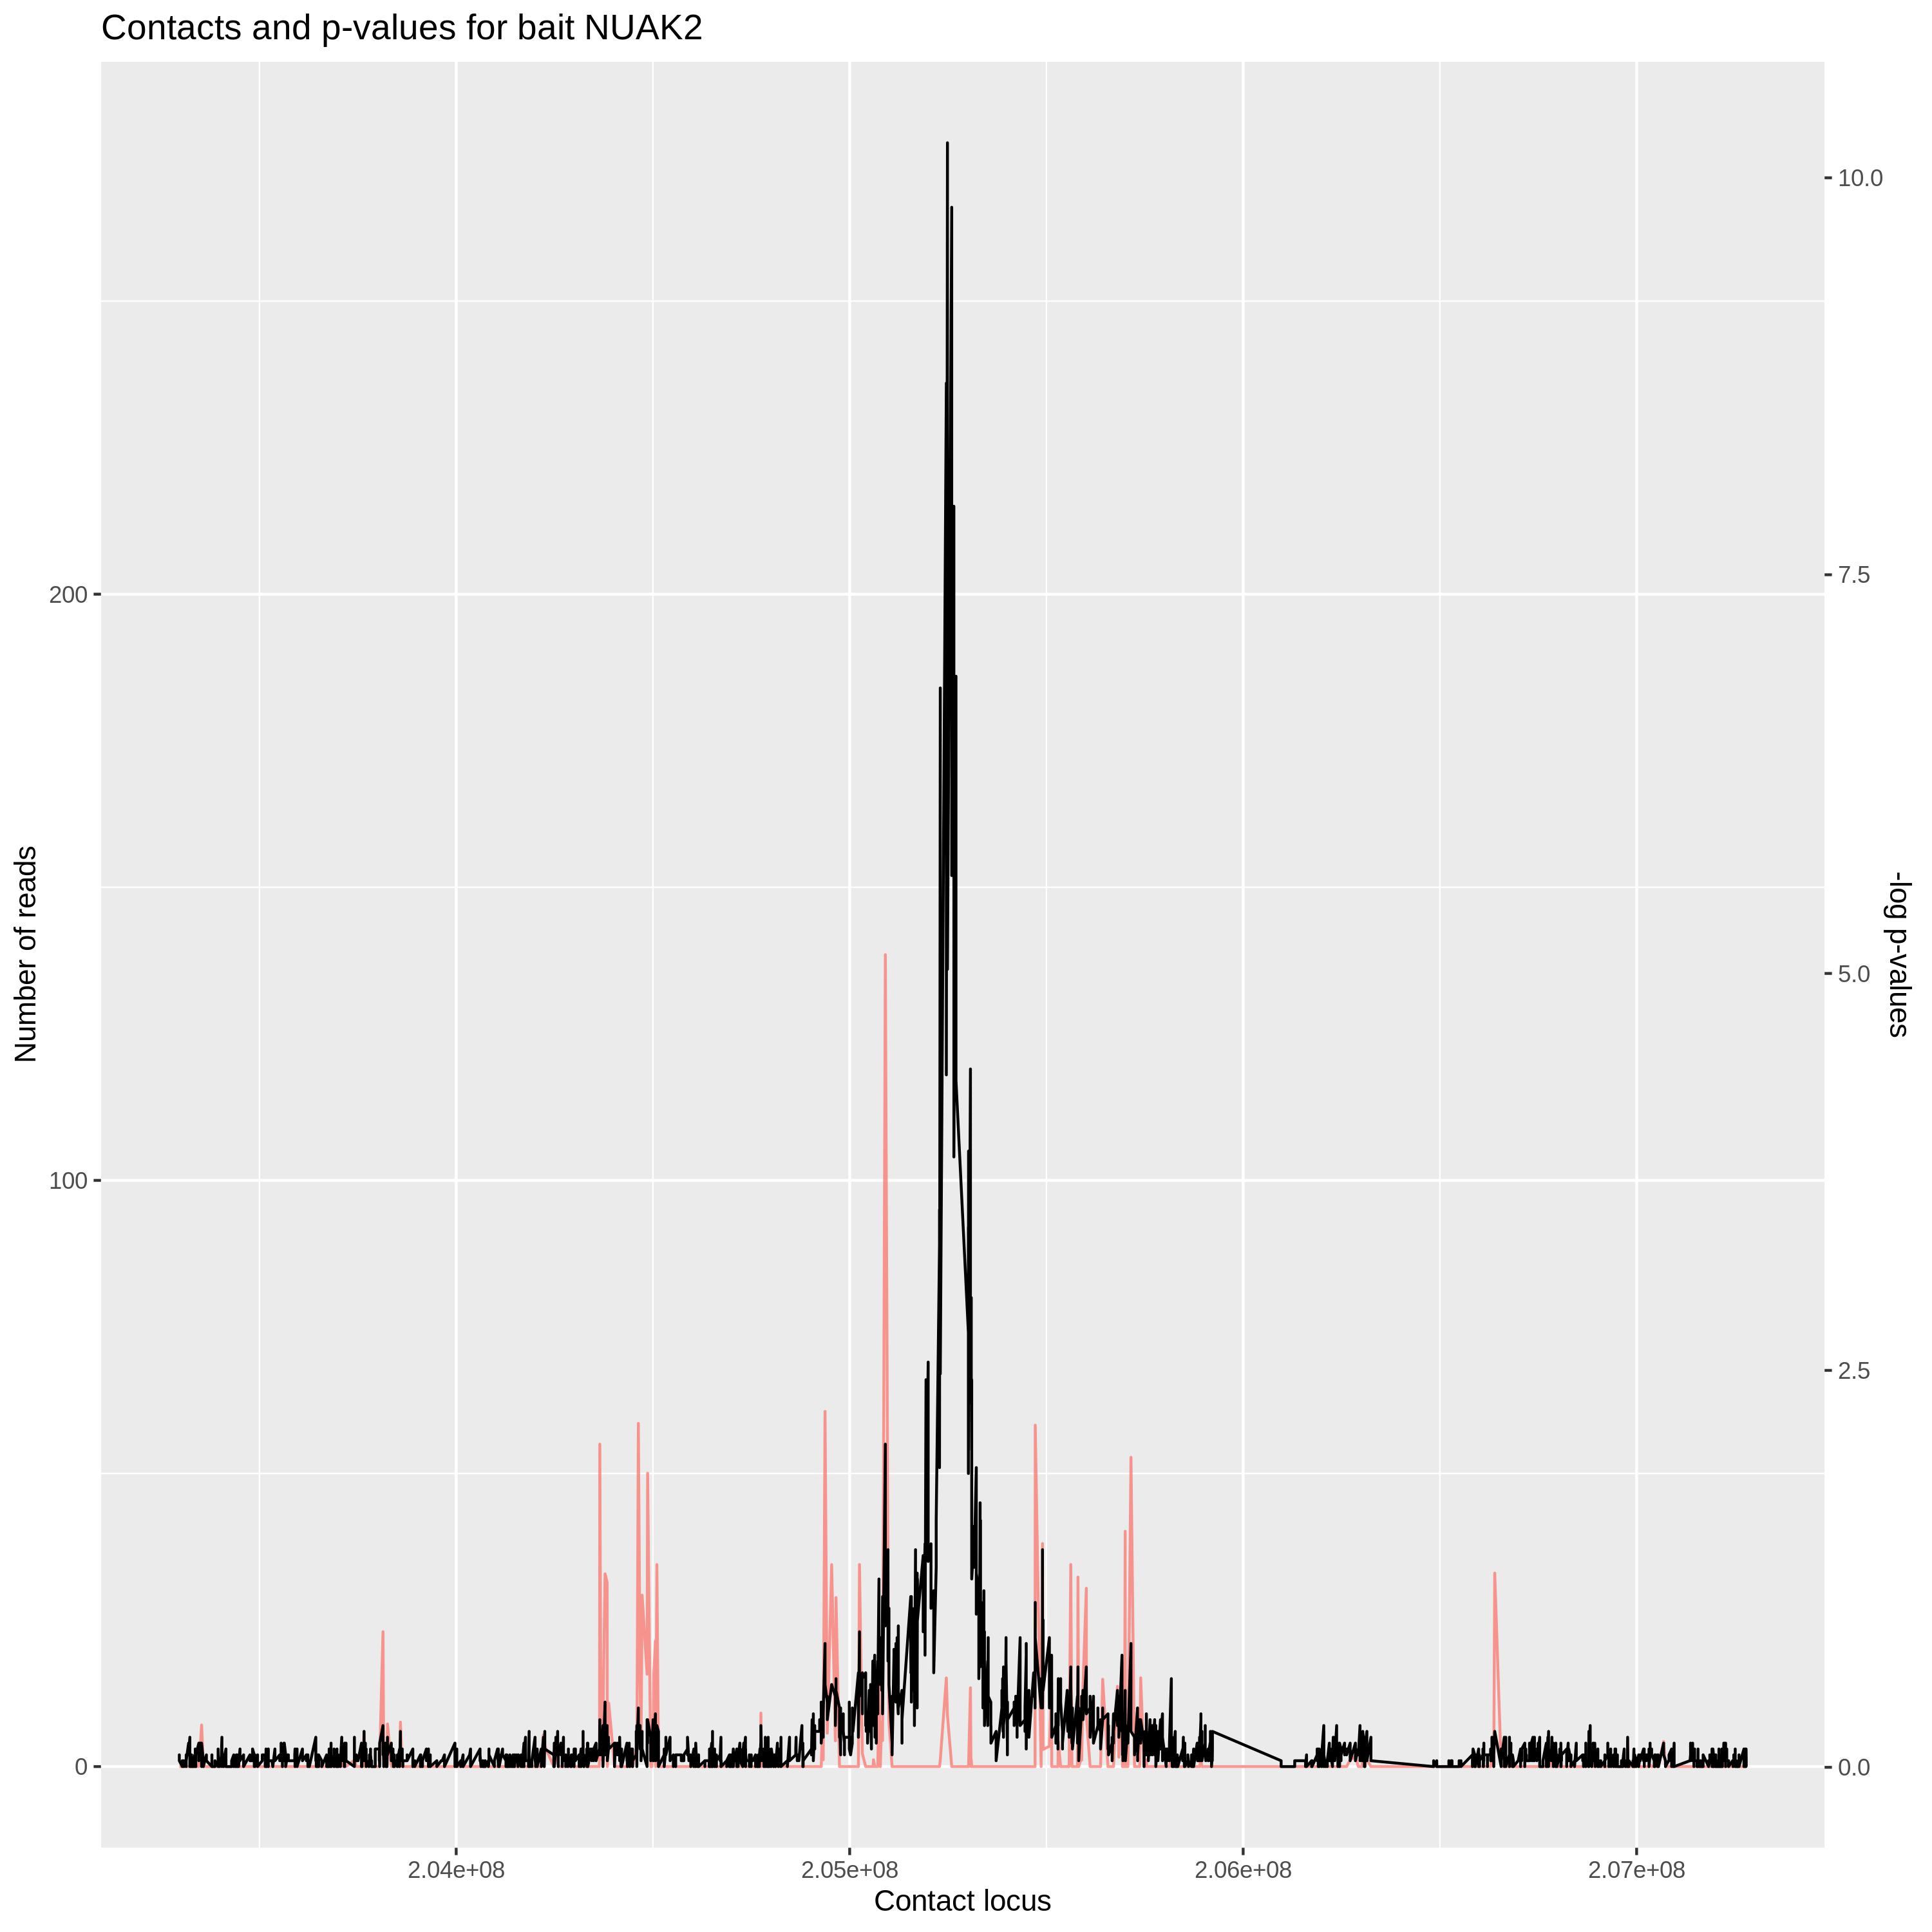 Contacts and p-values for bait NUAK2
10.0
200
7.5
Number of reads
-log p-values
5.0
100
2.5
0
0.0
2.04e+08 2.05e+08 2.06e+08 2.07e+08
Contact locus